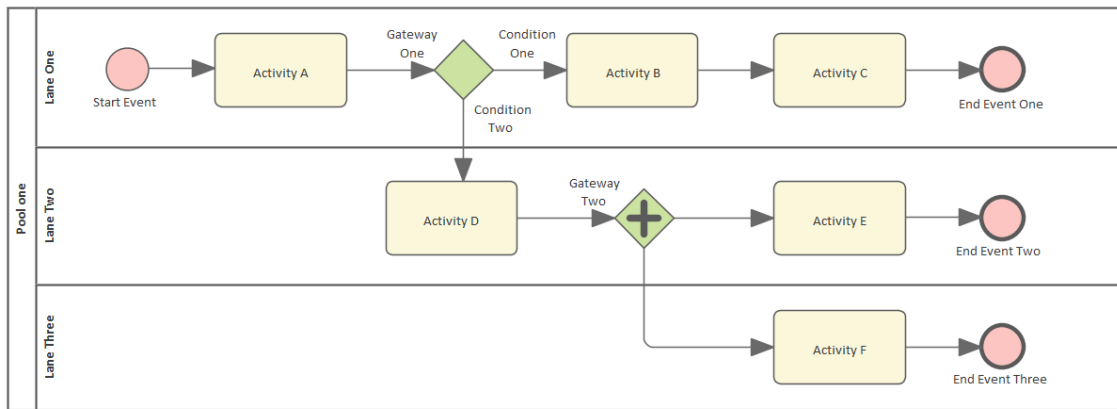 Pool one
Lane One
Start Event
Activity A
Gateway
One
Condition
One
Activity B
Activity C
End Event One
Condition
Two
Lane Two
Activity D
Gateway
Two
Activity E
End Event Two
Lane Three
Activity F
End Event Three